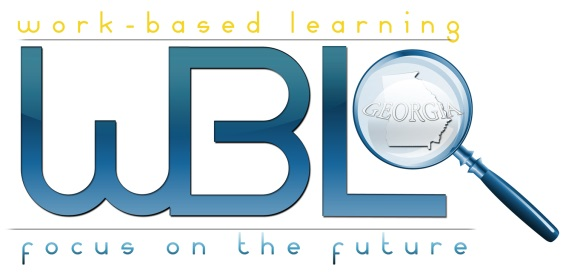 work-based learning
WBL
GEORGIA
focus on the future